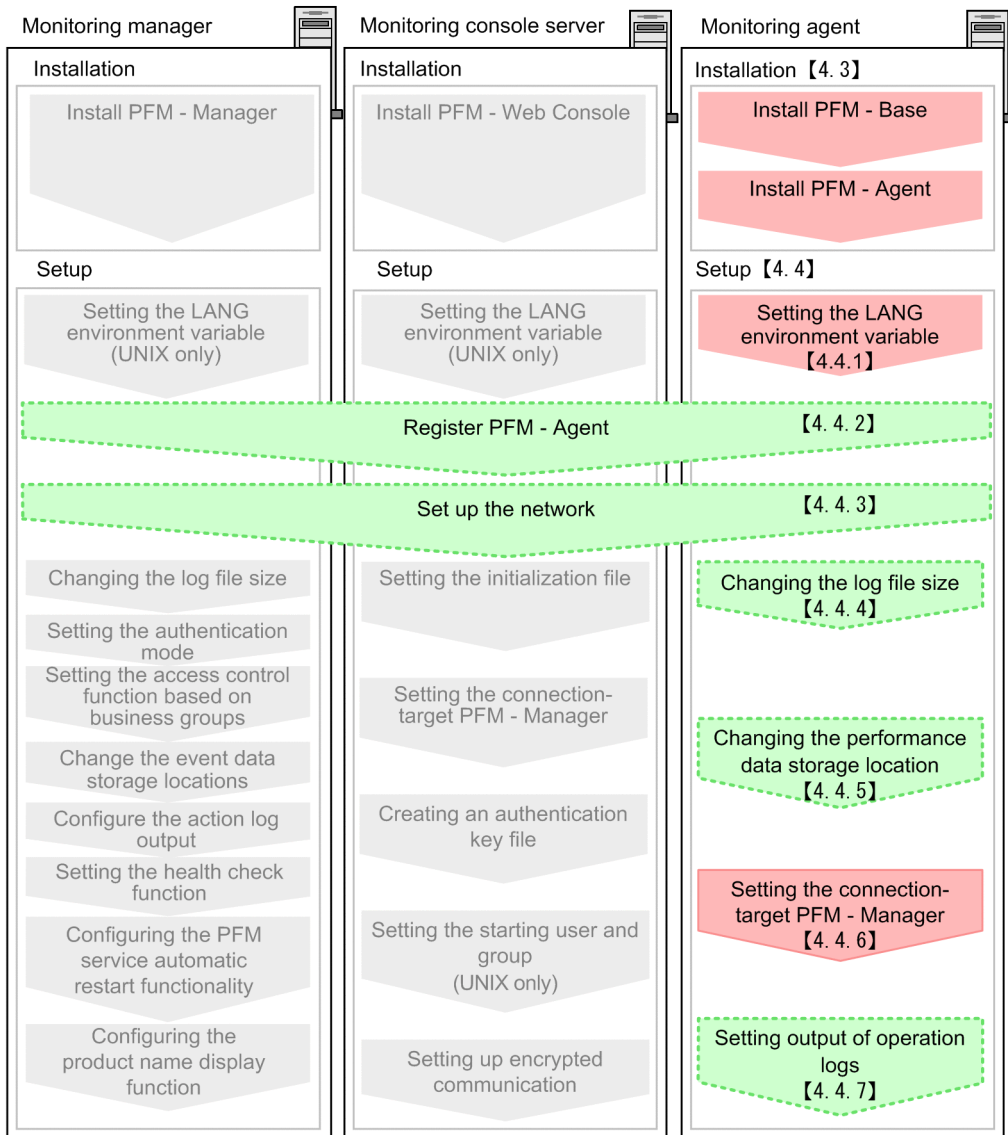 Monitoring manager
Installation
Install PFM - Manager
Setup
Setting the LANG
environment variable
(UNIX only)
Monitoring console server
Installation
Install PFM - Web Console
Setup
Setting the LANG
environment variable
(UNIX only)
Monitoring agent
Installation【4.3】
Install PFM - Base
Install PFM - Agent
Setup【4.4】
Setting the LANG
environment variable
【4.4.1】
Register PFM - Agent 【4.4.2】
Set up the network 【4.4.3】
Changing the log file size
Setting the authentication
mode
Setting the access control
function based on
business groups
Change the event data
storage locations
Configure the action log
output
Setting the health check
function
Configuring the PFM
service automatic
restart functionality
Configuring the
product name display
function
Setting the initialization file
Setting the connection-
target PFM - Manager
Creating an authentication
key file
Setting the starting user and
group
(UNIX only)
Setting up encrypted
communication
Changing the log file size
【4.4.4】
Changing the performance
data storage location
【4.4.5】
Setting the connection-
target PFM - Manager
【4.4.6】
Setting output of operation
logs
【4.4.7】